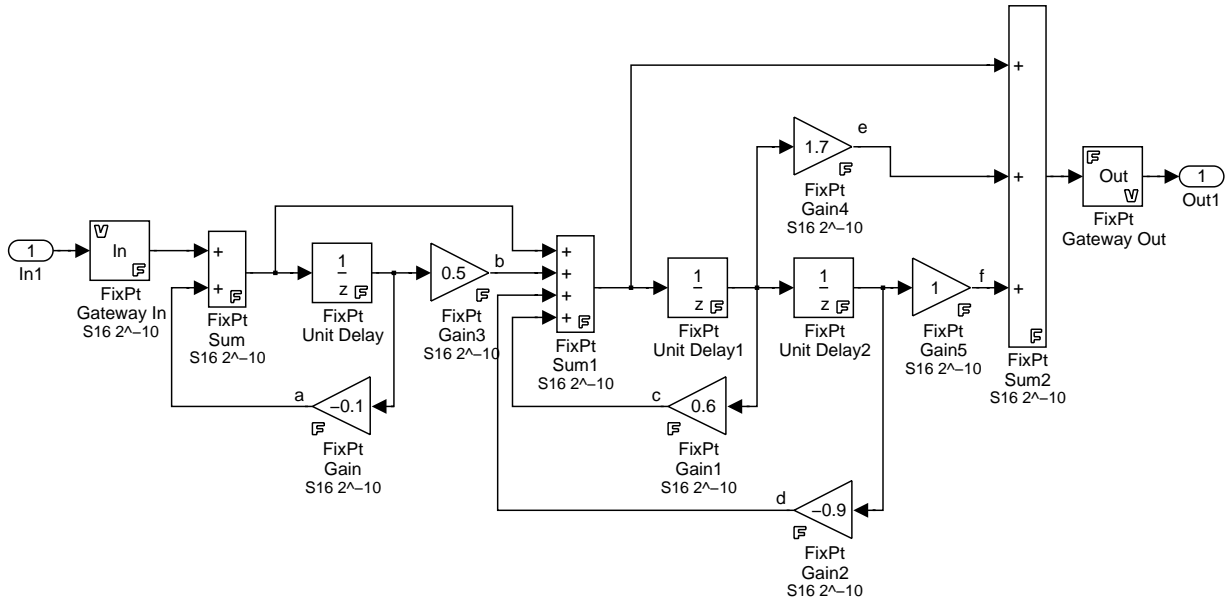 e
1.7
F
FixPt
Gain4
S16 2^–10
+
+
+
F
FixPt
Sum2
S16 2^–10
F
Out
V
FixPt
Gateway Out
1
Out1
1
In1
V
In
F
FixPt
Gateway In
S16 2^–10
+
+
F
FixPt
Sum
S16 2^–10
1
z
F
FixPt
Unit Delay
b
0.5
F
FixPt
Gain3
S16 2^–10
+
+
+
+
F
FixPt
Sum1
S16 2^–10
1
z
F
FixPt
Unit Delay1
1
z
F
FixPt
Unit Delay2
f
1
F
FixPt
Gain5
S16 2^–10
a
–0.1
F
FixPt
Gain
S16 2^–10
c
0.6
F
FixPt
Gain1
S16 2^–10
d
–0.9
F
FixPt
Gain2
S16 2^–10